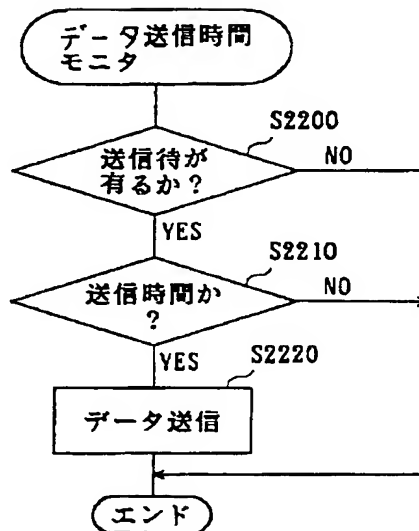 データ送信時間
モニタ
S2200
送信待が
有るか?
NO
YES
S2210
送信時間か
?
NO
YES
S2220
データ送信
エンド